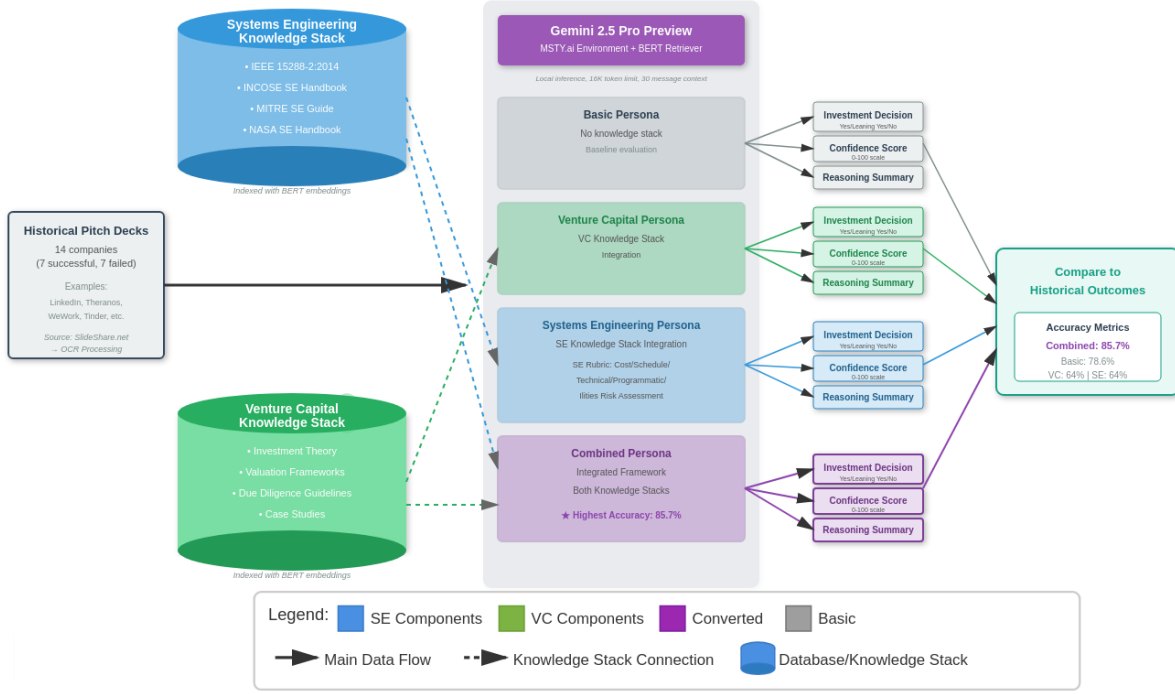 Systems Engineering
Knowledge Stack
• IEEE 15288-2:2014
• INCOSE SE Handbook
• MITRE SE Guide
• NASA SE Handbook
Indexed with BERT embeddings
Historical Pitch Decks
14 companies
(7 successful, 7 failed)
Examples:
LinkedIn, Theranos,
WeWork, Tinder, etc.
Source: SlideShare.net
→ OCR Processing
Venture Capital
Knowledge Stack
• Investment Theory
• Valuation Frameworks
• Due Diligence Guidelines
• Case Studies
Indexed with BERT embeddings
Gemini 2.5 Pro Preview
MSTY.ai Environment + BERT Retriever
Local inference, 16K token limit, 30 message context
Basic Persona
No knowledge stack
Baseline evaluation
Venture Capital Persona
VC Knowledge Stack
Integration
Systems Engineering Persona
SE Knowledge Stack Integration
SE Rubric: Cost/Schedule/
Technical/Programmatic/
Ilities Risk Assessment
Combined Persona
Integrated Framework
Both Knowledge Stacks
★ Highest Accuracy: 85.7%
Investment Decision
Yes/Leaning Yes/No
Confidence Score
0-100 scale
Reasoning Summary
Investment Decision
Yes/Leaning Yes/No
Confidence Score
0-100 scale
Reasoning Summary
Investment Decision
Yes/Leaning Yes/No
Confidence Score
0-100 scale
Reasoning Summary
Investment Decision
Yes/Leaning Yes/No
Confidence Score
0-100 scale
Reasoning Summary
Compare to
Historical Outcomes
Accuracy Metrics
Combined: 85.7%
Basic: 78.6%
VC: 64% | SE: 64%
Legend:
SE Components
VC Components
Converted
Basic
Main Data Flow
Knowledge Stack Connection
Database/Knowledge Stack